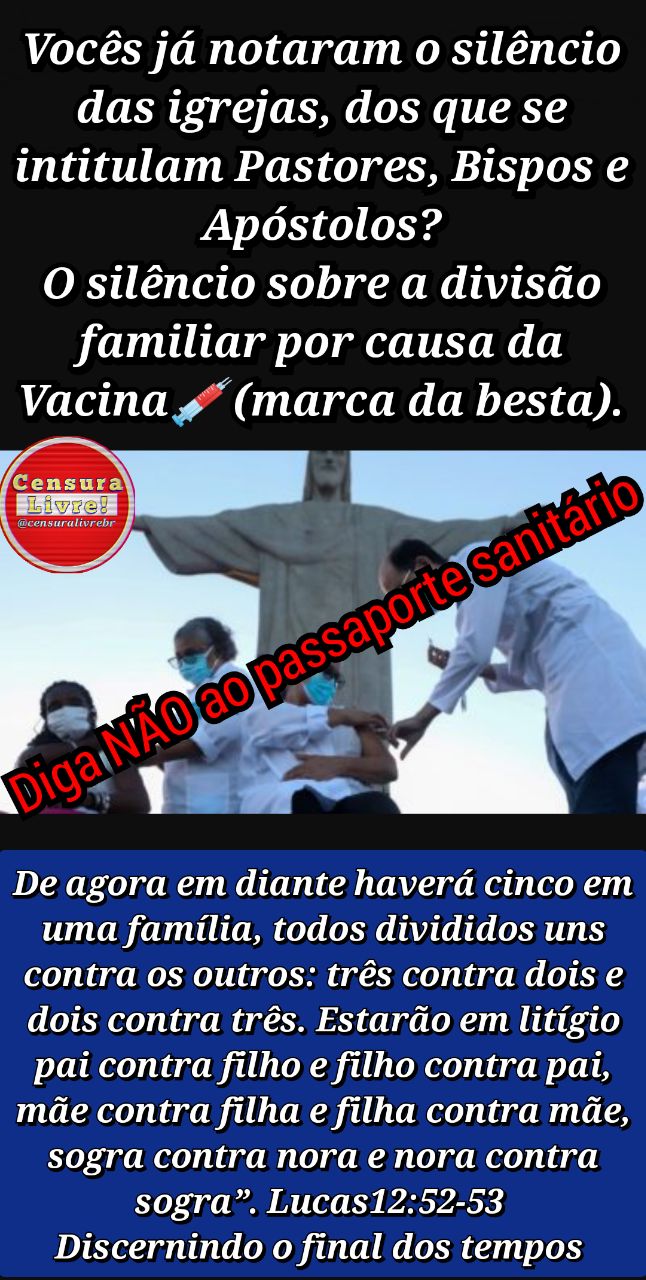 Vocês já notaram o silêncio
das igrejas, dos que se
intitulam Pastores, Bispos e
Apóstolos?
O silêncio sobre a divisão
familiar por causa da
Vacina💉(marca da besta).
Censura
Livre!
@censuralivrebr
Diga NÃO ao passaporte sanitário
De agora em diante haverá cinco em
uma família, todos divididos uns
contra os outros: três contra dois e
dois contra três. Estarão em litígio
pai contra filho e filho contra pai,
mãe contra filha e filha contra mãe,
sogra contra nora e nora contra
sogra”. Lucas12:52-53
Discernindo o final dos tempos